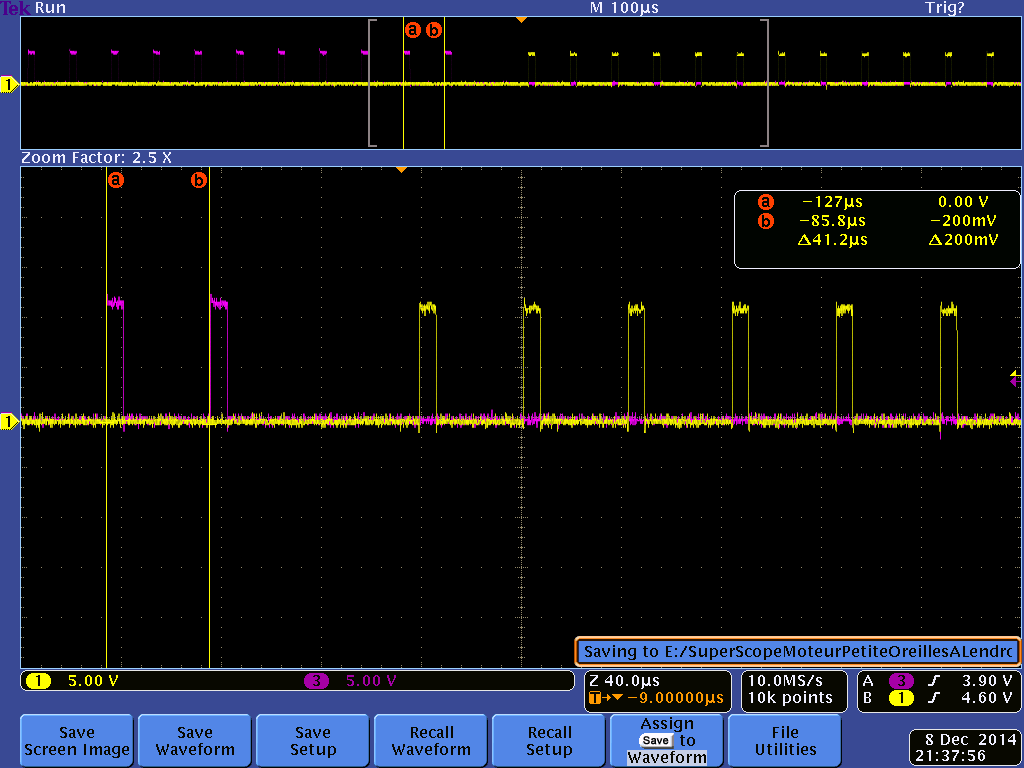 Tek Run M 100µs Trig?
a b
1
Zoom Factor: 2.5 X
a b
a −127µs 0.00 V
b −85.8µs −200mV
Δ41.2µs Δ200mV
1
Saving to E:/SuperScopeMoteurPetiteOreillesALendro
1 5.00 V 3 5.00 V
Z 40.0µs 10.0MS/s A 3 3.90 V
T→▼−9.00000µs 10k points B 1 4.60 V
Save Screen Image
Save Waveform
Save Setup
Recall Waveform
Recall Setup
Assign Save to Waveform
File Utilities
8 Dec 2014
21:37:56